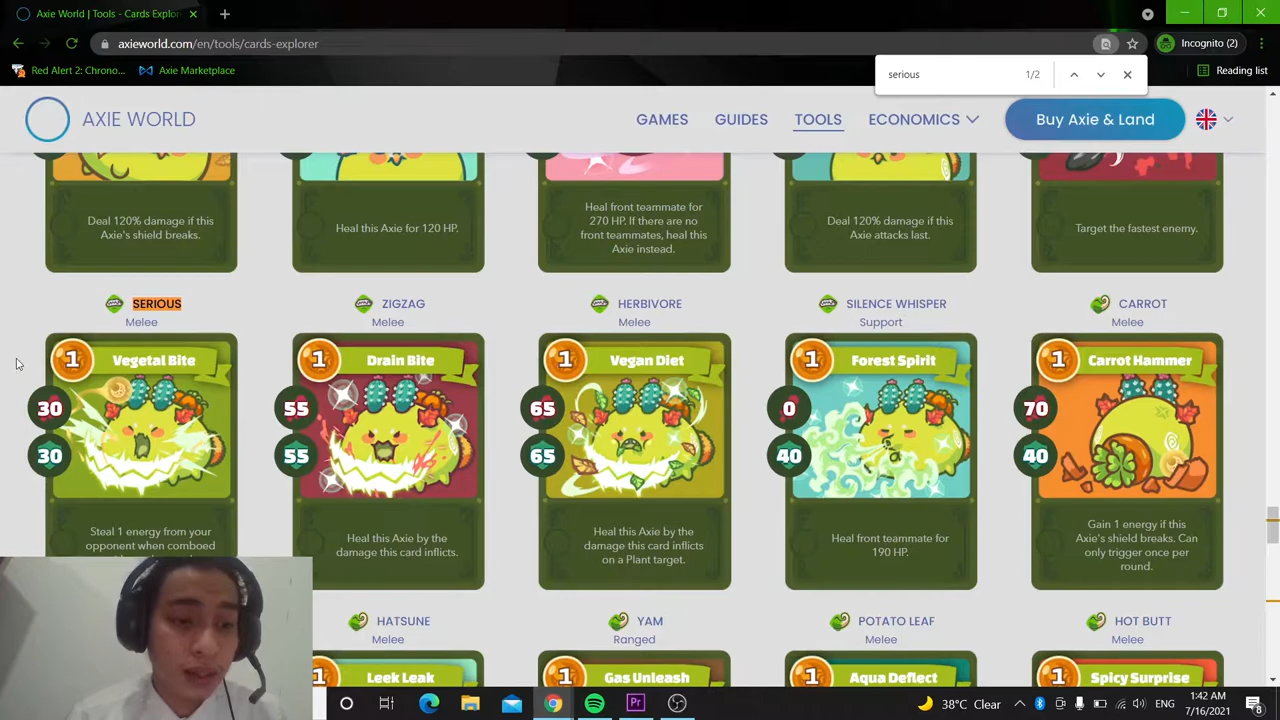 Axie World | Tools - Cards Explor
axieworld.com/en/tools/cards-explorer
Incognito (2)
Red Alert 2: Chrono...
Axie Marketplace
Reading list
serious
1/2
AXIE WORLD
GAMES
GUIDES
TOOLS
ECONOMICS
Buy Axie & Land
Deal 120% damage if this
Axie's shield breaks.
Heal this Axie for 120 HP.
Heal front teammate for
270 HP. If there are no
front teammates, heal this
Axie instead.
Deal 120% damage if this
Axie attacks last.
Target the fastest enemy.
SERIOUS
Melee
ZIGZAG
Melee
HERBIVORE
Melee
SILENCE WHISPER
Support
CARROT
Melee
1
Vegetal Bite
30
30
Steal 1 energy from your
opponent when comboed
1
Drain Bite
55
55
Heal this Axie by the
damage this card inflicts.
1
Vegan Diet
65
65
Heal this Axie by the
damage this card inflicts
on a Plant target.
1
Forest Spirit
0
40
Heal front teammate for
190 HP.
1
Carrot Hammer
70
40
Gain 1 energy if this
Axie's shield breaks. Can
only trigger once per
round.
HATSUNE
Melee
YAM
Ranged
POTATO LEAF
Melee
HOT BUTT
Melee
1
Leek Leak
1
Gas Unleash
1
Aqua Deflect
1
Spicy Surprise
38°C Clear
ENG
1:42 AM
7/16/2021
8